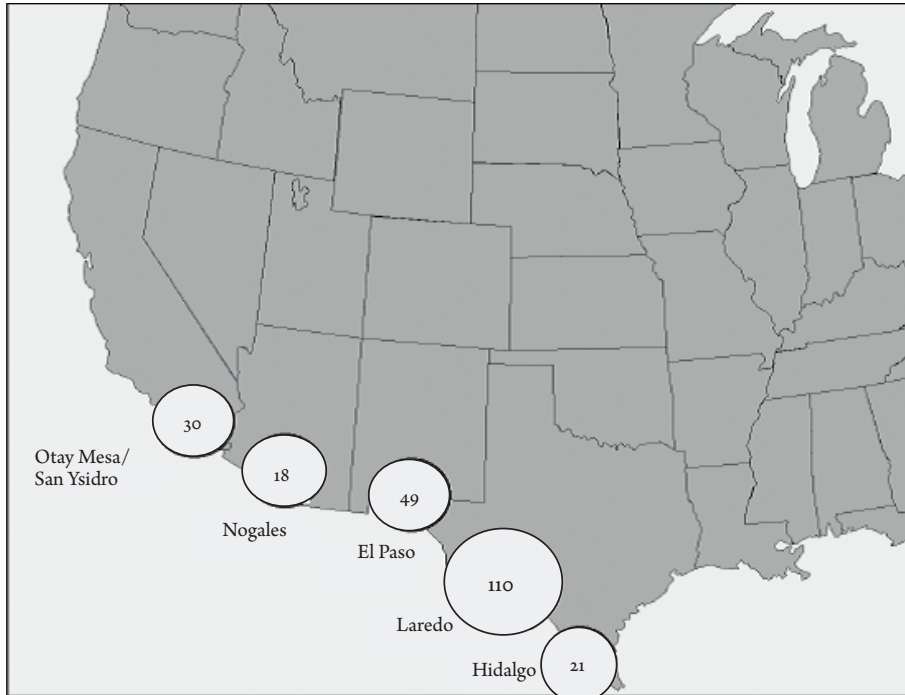 30
Otay Mesa/
San Ysidro
18
Nogales
49
El Paso
110
Laredo
21
Hidalgo